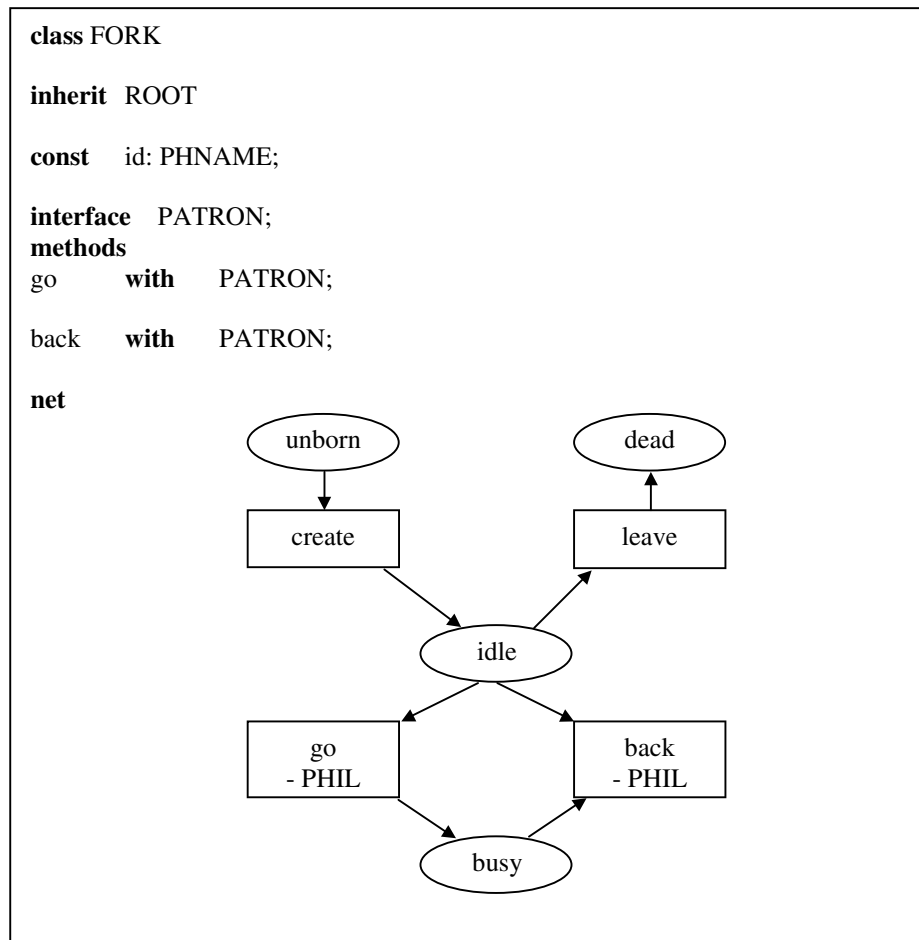 class FORK
inherit ROOT
const id: PHNAME;
interface PATRON;
methods
go with PATRON;
back with PATRON;
net
unborn dead
create leave
idle
go back
- PHIL - PHIL
busy